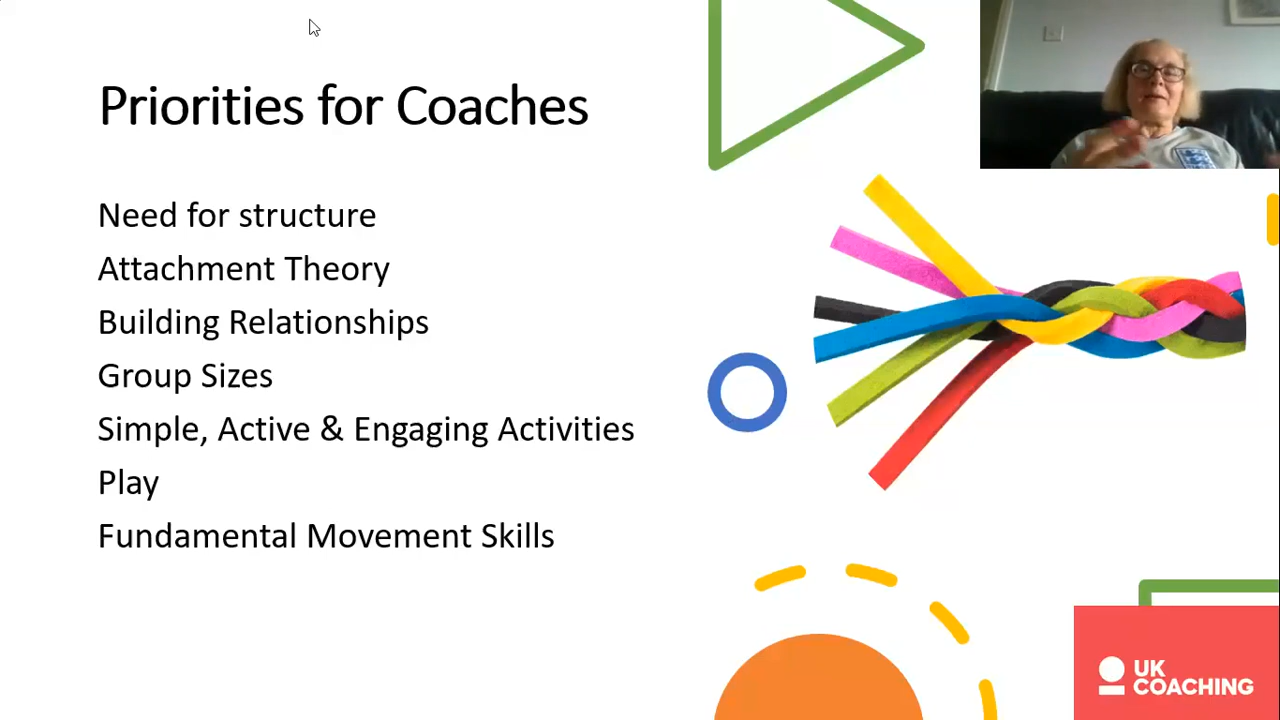 Priorities for Coaches
Need for structure
Attachment Theory
Building Relationships
Group Sizes
Simple, Active & Engaging Activities
Play
Fundamental Movement Skills
UK
COACHING